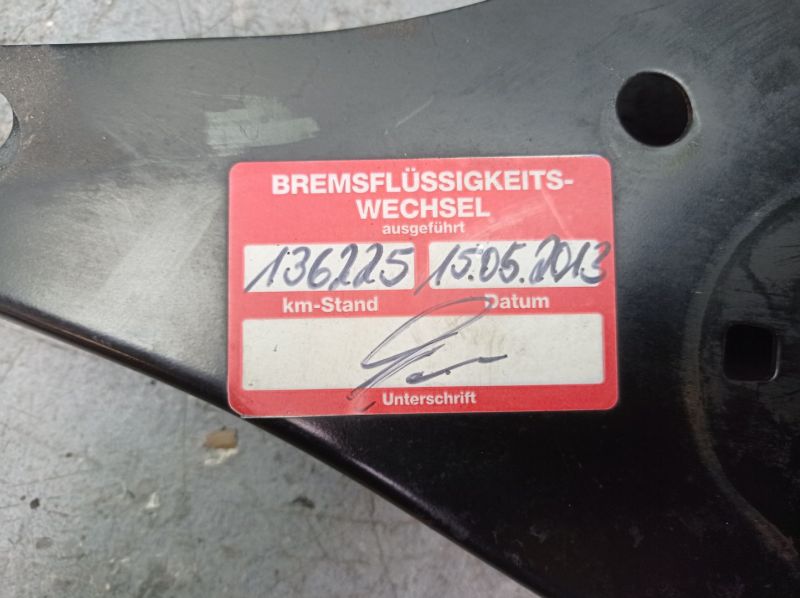 BREMSFLÜSSIGKEITS-
WECHSEL
ausgeführt
136225 15.05.2013
km-Stand Datum
Unterschrift